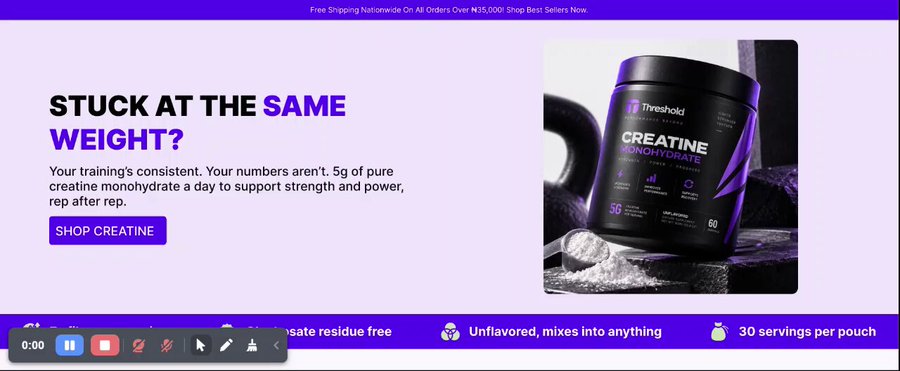 Free Shipping Nationwide On All Orders Over ₦35,000! Shop Best Sellers Now.
STUCK AT THE SAME
WEIGHT?
Your training's consistent. Your numbers aren't. 5g of pure
creatine monohydrate a day to support strength and power,
rep after rep.
SHOP CREATINE
Threshold
CREATINE
MONOHYDRATE
5G
UNFLAVORED
60
residue free
Unflavored, mixes into anything
30 servings per pouch
0:00